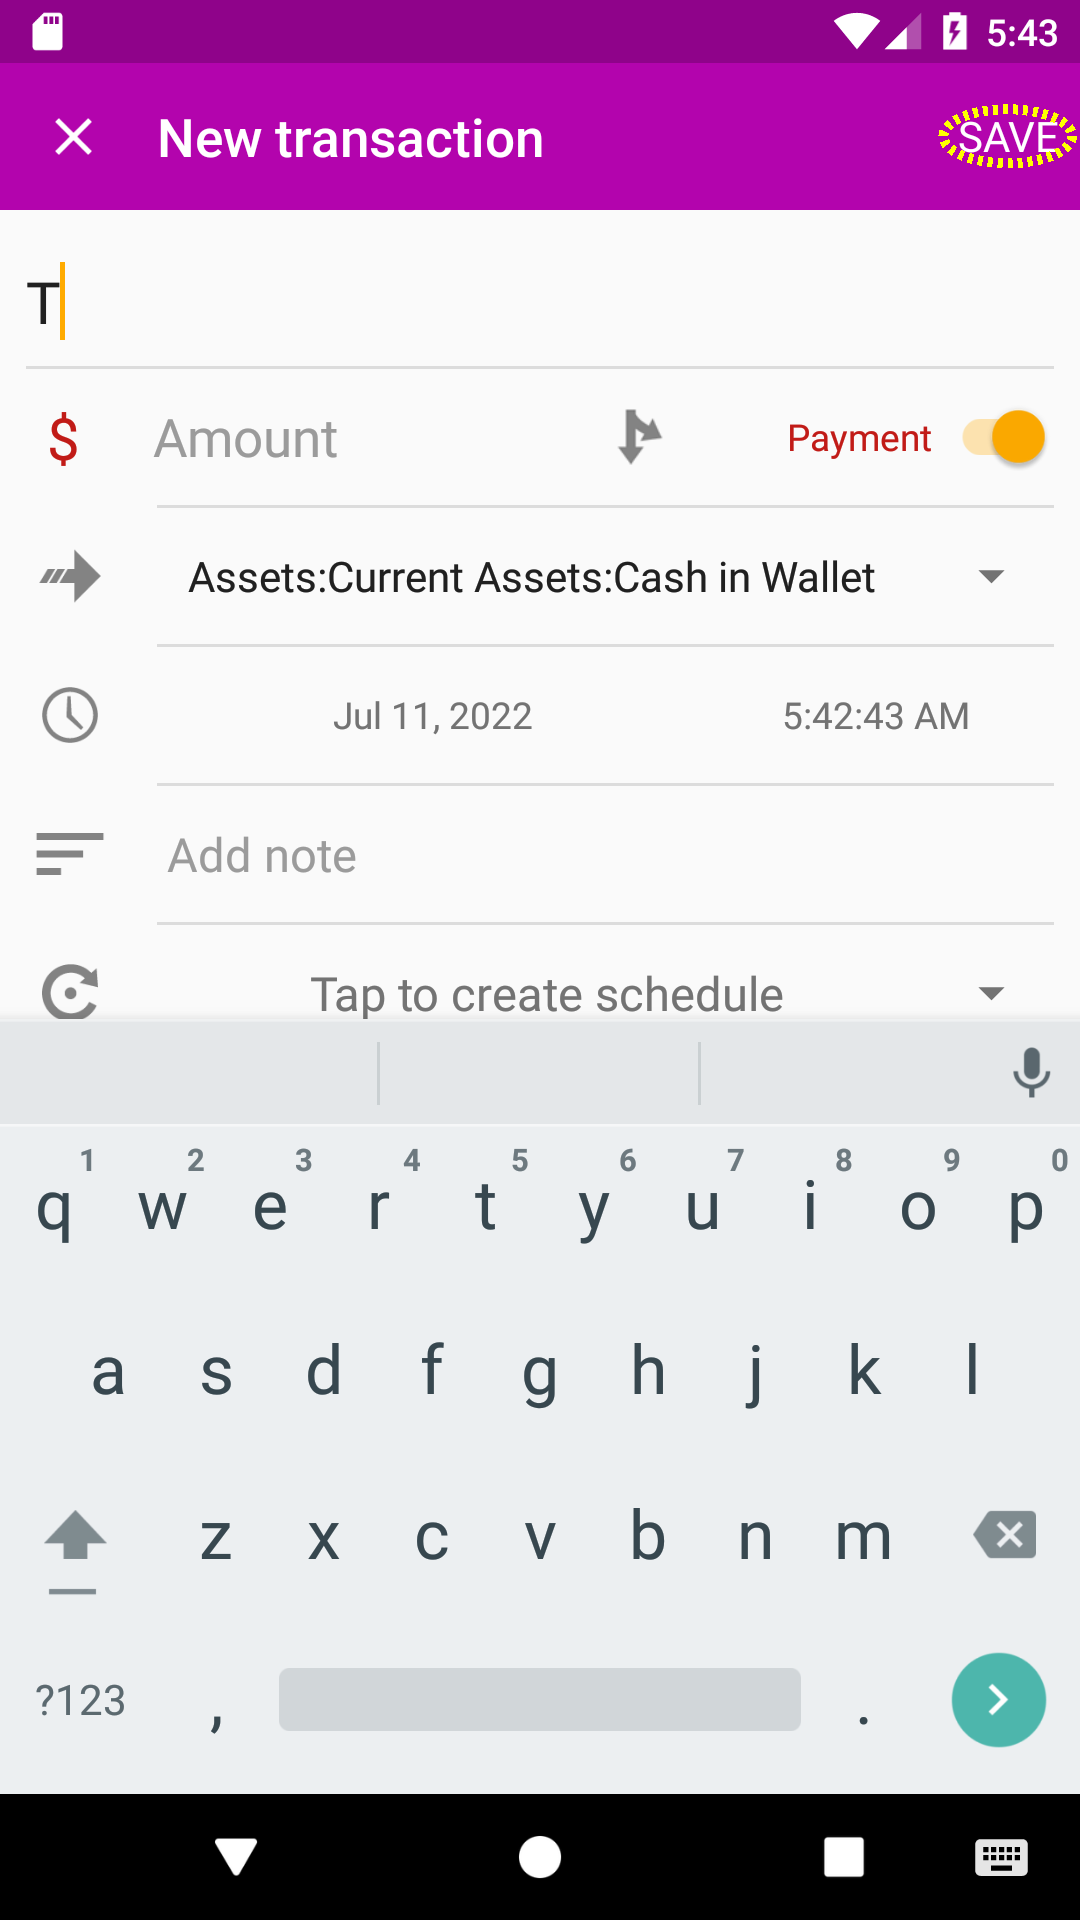 5:43
New transaction
SAVE
T
$ Amount Payment
Assets:Current Assets:Cash in Wallet
Jul 11, 2022 5:42:43 AM
Add note
Tap to create schedule
1 2 3 4 5 6 7 8 9 0
q w e r t y u i o p
a s d f g h j k l
z x c v b n m
?123 , .